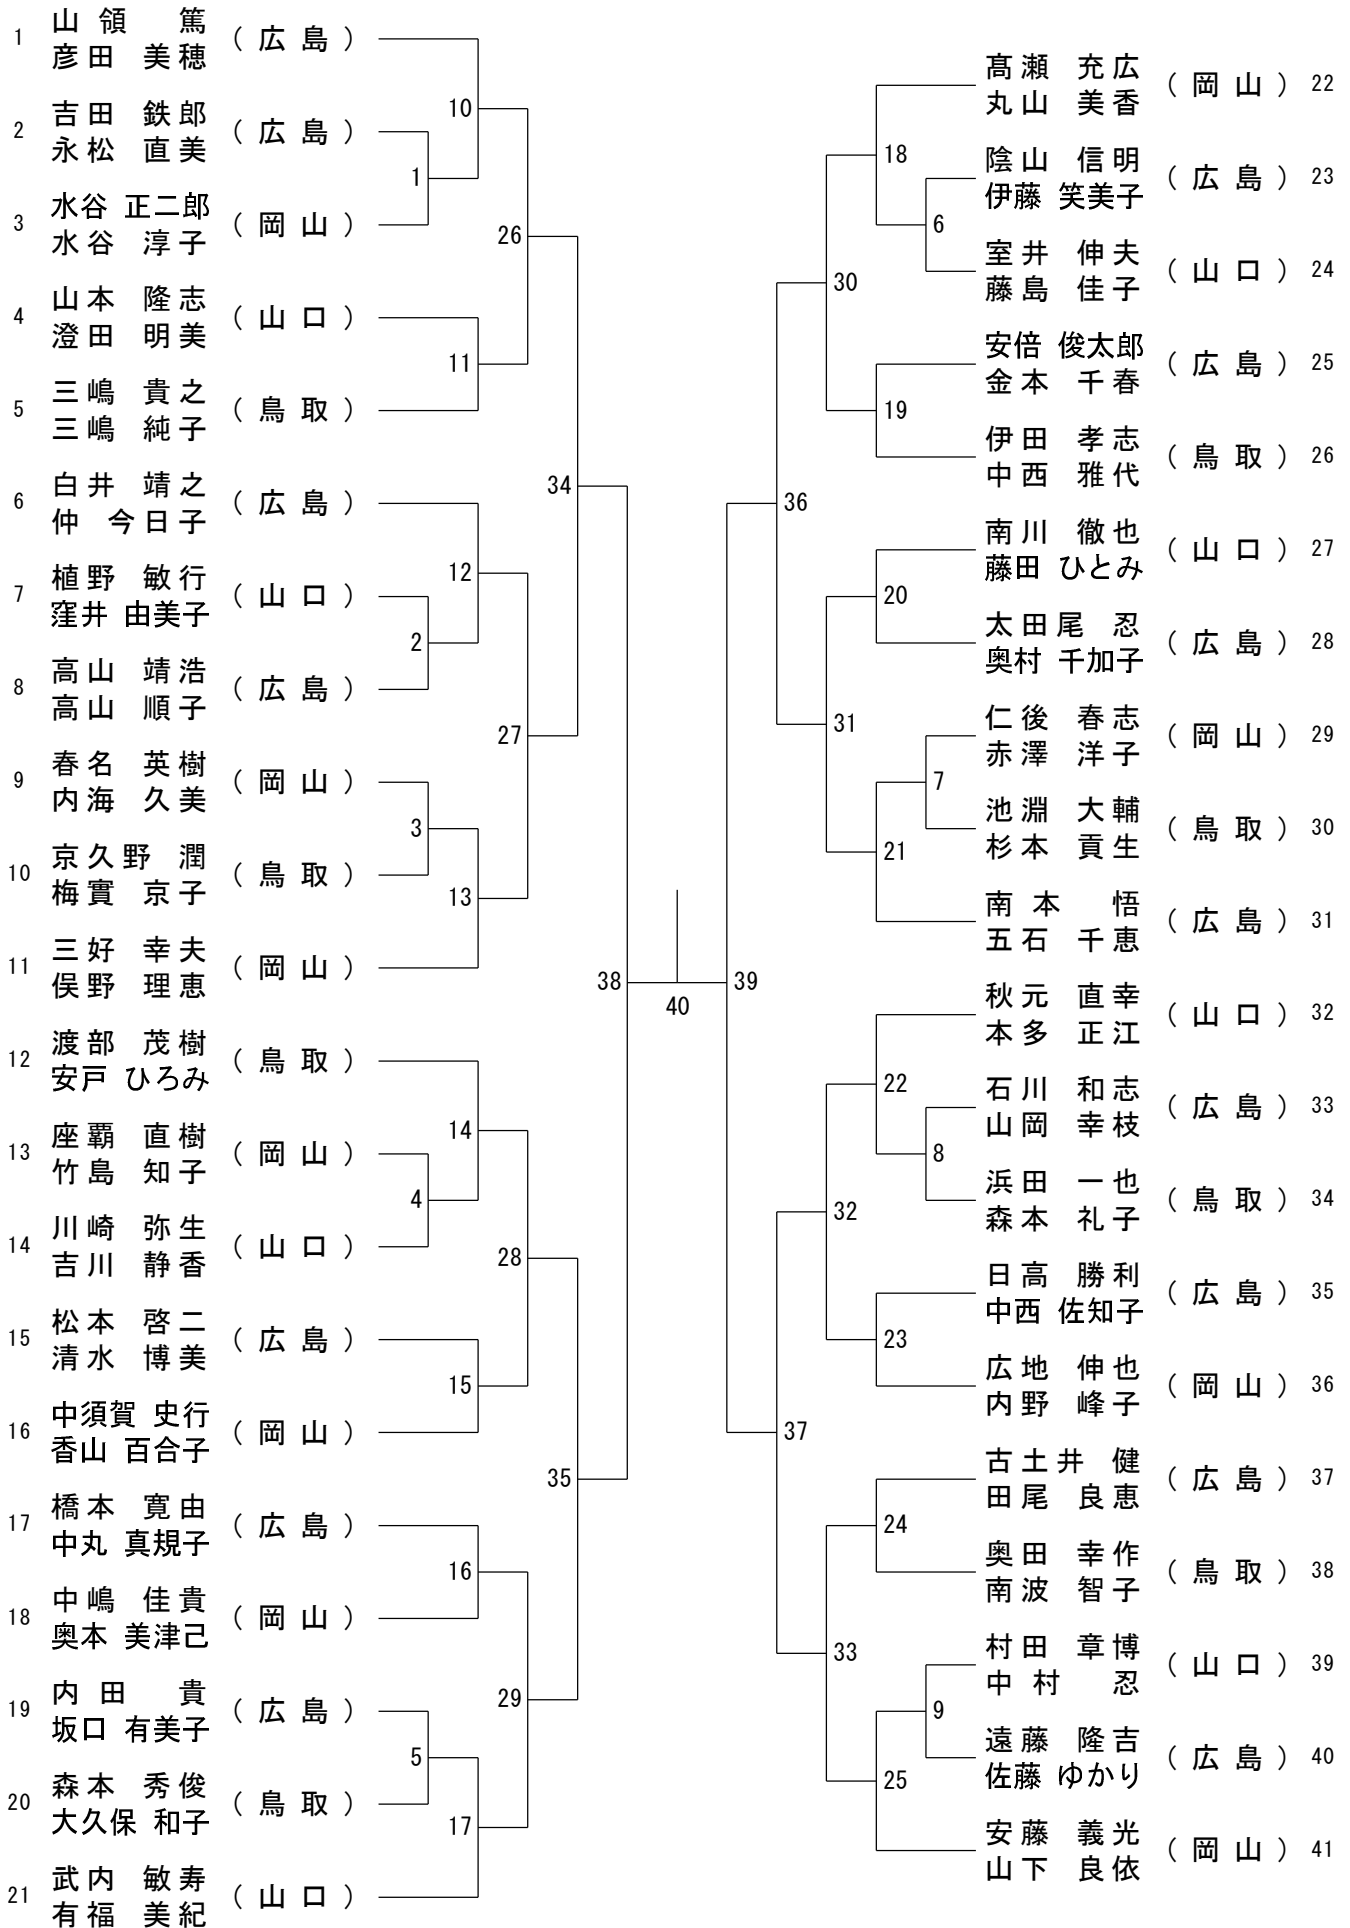 1 山領 篤 (広島)
彦田 美穂
2 吉田 鉄郎 (広島)
永松 直美
3 水谷 正二郎 (岡山)
水谷 淳子
4 山本 隆志 (山口)
澄田 明美
5 三嶋 貴之 (鳥取)
三嶋 純子
6 白井 靖之 (広島)
仲 今日子
7 植野 敏行 (山口)
窪井 由美子
8 高山 靖浩 (広島)
高山 順子
9 春名 英樹 (岡山)
内海 久美
10 京久野 潤 (鳥取)
梅實 京子
11 三好 幸夫 (岡山)
俣野 理恵
12 渡部 茂樹 (鳥取)
安戸 ひろみ
13 座覇 直樹 (岡山)
竹島 知子
14 川崎 弥生 (山口)
吉川 静香
15 松本 啓二 (広島)
清水 博美
16 中須賀 史行 (岡山)
香山 百合子
17 橋本 寛由 (広島)
中丸 真規子
18 中嶋 佳貴 (岡山)
奥本 美津己
19 内田 貴 (広島)
坂口 有美子
20 森本 秀俊 (鳥取)
大久保 和子
21 武内 敏寿 (山口)
有福 美紀
1
2
3
4
5
10
11
12
13
14
15
16
17
26
27
28
29
34
35
38
40
39
36
37
30
31
32
33
18
19
20
21
22
23
24
25
6
7
8
9
髙瀬 充広 (岡山) 22
丸山 美香
陰山 信明 (広島) 23
伊藤 笑美子
室井 伸夫 (山口) 24
藤島 佳子
安倍 俊太郎 (広島) 25
金本 千春
伊田 孝志 (鳥取) 26
中西 雅代
南川 徹也 (山口) 27
藤田 ひとみ
太田尾 忍 (広島) 28
奥村 千加子
仁後 春志 (岡山) 29
赤澤 洋子
池淵 大輔 (鳥取) 30
杉本 貢生
南本 悟 (広島) 31
五石 千恵
秋元 直幸 (山口) 32
本多 正江
石川 和志 (広島) 33
山岡 幸枝
浜田 一也 (鳥取) 34
森本 礼子
日高 勝利 (広島) 35
中西 佐知子
広地 伸也 (岡山) 36
内野 峰子
古土井 健 (広島) 37
田尾 良恵
奥田 幸作 (鳥取) 38
南波 智子
村田 章博 (山口) 39
中村 忍
遠藤 隆吉 (広島) 40
佐藤 ゆかり
安藤 義光 (岡山) 41
山下 良依